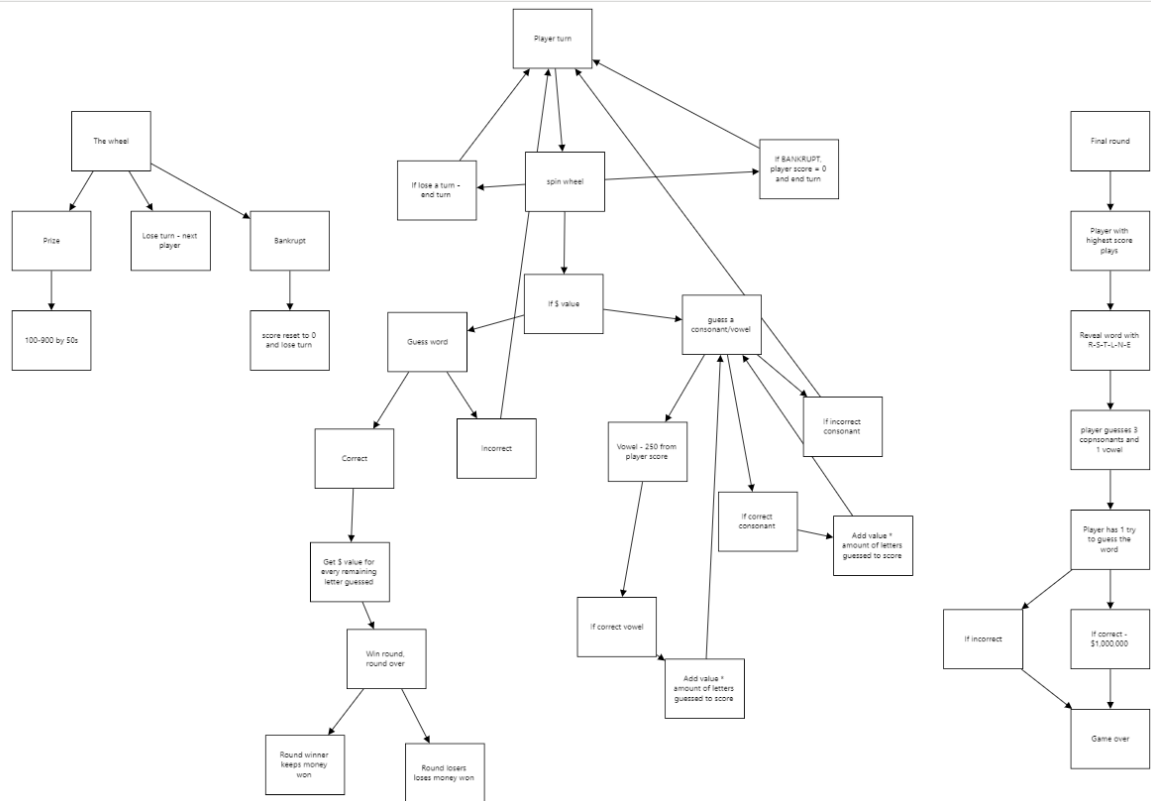 Player turn
The wheel
Final round
If lose a turn -
end turn
spin wheel
If BANKRUPT,
player score = 0
and end turn
Prize
Lose turn - next
player
Bankrupt
Player with
highest score
plays
100-900 by 50s
score reset to 0
and lose turn
If $ value
Guess word
guess a
consonant/vowel
Reveal word with
R-S-T-L-N-E
Correct
Incorrect
Vowel - 250 from
player score
If incorrect
consonant
player guesses 3
copnsonants and
1 vowel
If correct
consonant
Add value *
amount of letters
guessed to score
Player has 1 try
to guess the
word
Get $ value for
every remaining
letter guessed
If correct vowel
If incorrect
If correct -
$1,000,000
Win round,
round over
Add value *
amount of letters
guessed to score
Round winner
keeps money
won
Round losers
loses money won
Game over